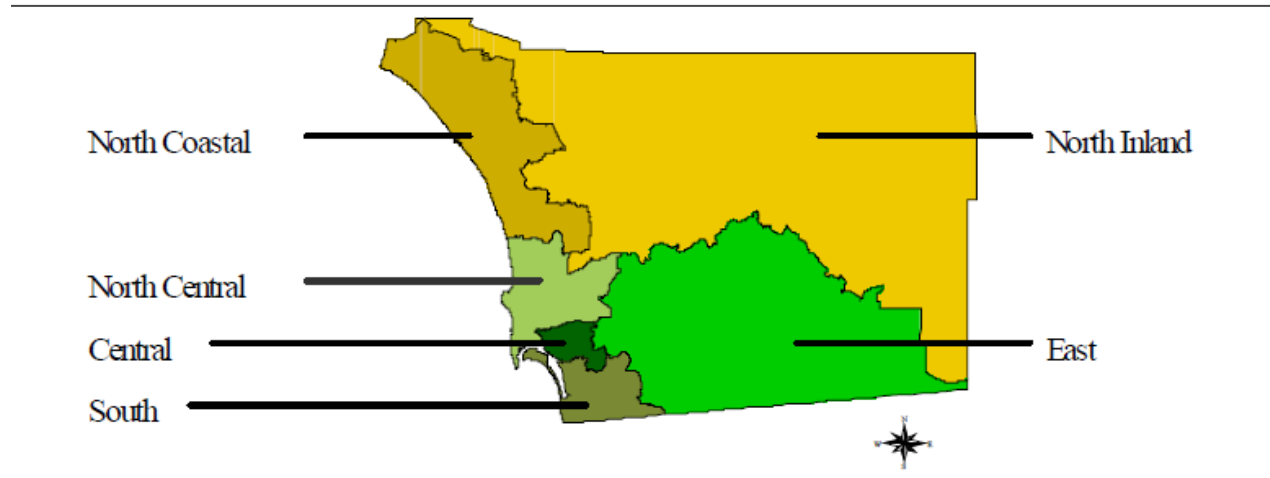 North Coastal
North Inland
North Central
Central
East
South
N
W
S